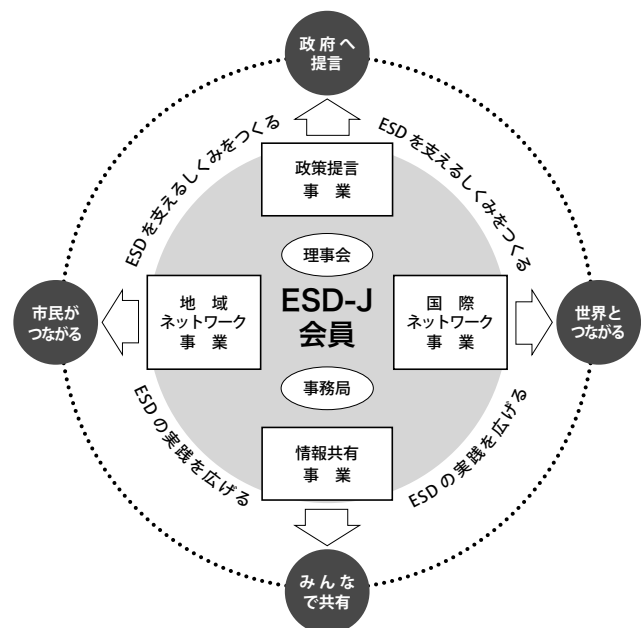 政府へ
提言
ESDを支えるしくみをつくる
ESDを支えるしくみをつくる
政策提言
事　業
理事会
市民が
つながる
地　域
ネットワーク
事　業
ESD-J
会員
国　際
ネットワーク
事　業
世界と
つながる
事務局
ESDの実践を広げる
ESDの実践を広げる
情報共有
事　業
みんな
で共有